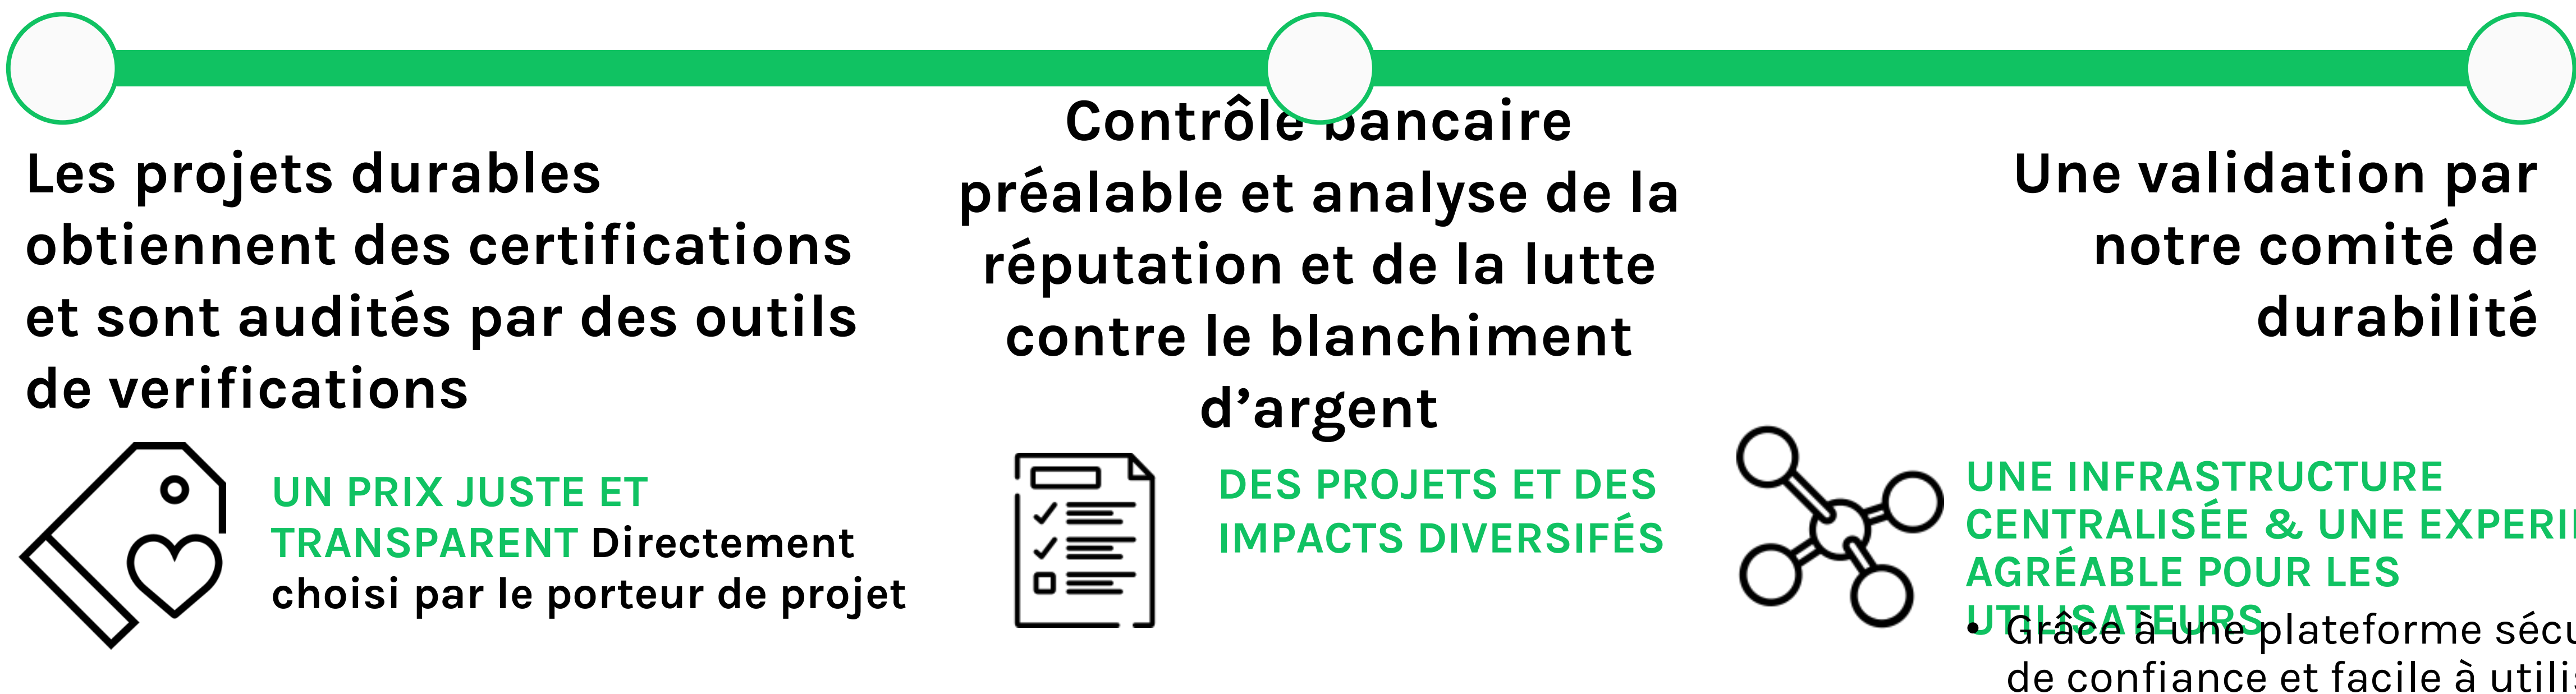 Les projets durables
obtiennent des certifications
et sont audités par des outils
de verifications
Contrôle bancaire
préalable et analyse de la
réputation et de la lutte
contre le blanchiment
d’argent
Une validation par
notre comité de
durabilité
UN PRIX JUSTE ET
TRANSPARENT Directement
choisi par le porteur de projet
DES PROJETS ET DES
IMPACTS DIVERSIFÉS
UNE INFRASTRUCTURE
CENTRALISÉE & UNE
AGRÉABLE POUR LES
UTILISATEURS
• Grâce à une plateforme
de confiance et facile à